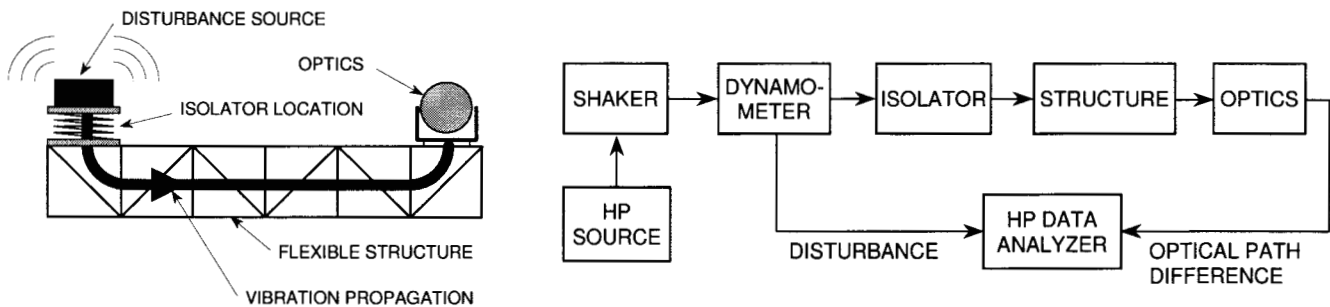 DISTURBANCE SOURCE
OPTICS
ISOLATOR LOCATION
FLEXIBLE STRUCTURE
VIBRATION PROPAGATION
SHAKER
DYNAMO-
METER
ISOLATOR
STRUCTURE
OPTICS
HP
SOURCE
DISTURBANCE
HP DATA
ANALYZER
OPTICAL PATH
DIFFERENCE